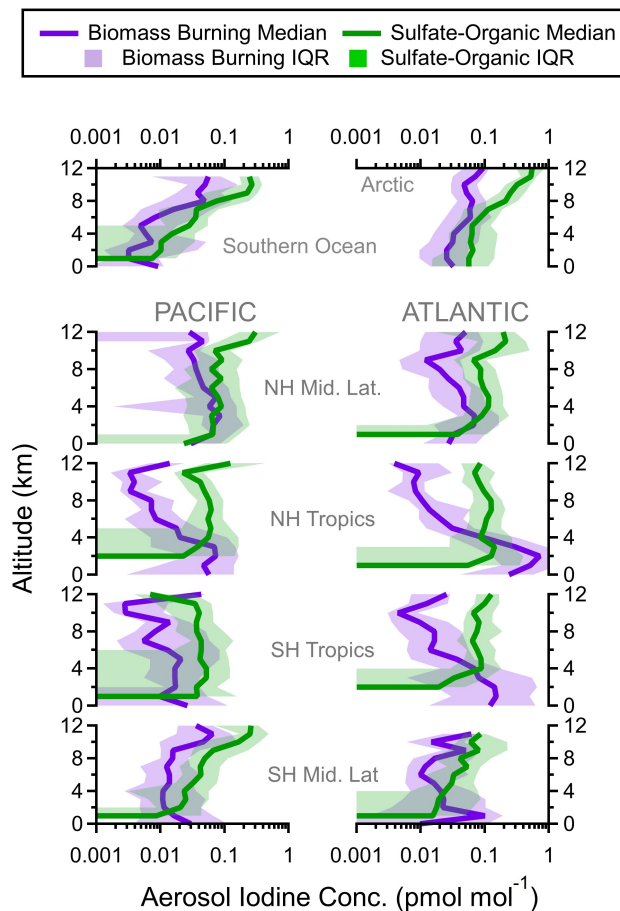 Biomass Burning Median Sulfate-Organic Median
Biomass Burning IQR Sulfate-Organic IQR
0.001 0.01 0.1 1 0.001 0.01 0.1 1
12 8 4 0
Arctic
Southern Ocean
PACIFIC ATLANTIC
12 8 4 0 12 8 4 0
NH Mid. Lat.
12 8 4 0 12 8 4 0
NH Tropics
12 8 4 0 12 8 4 0
SH Tropics
12 8 4 0 12 8 4 0
SH Mid. Lat
12 8 4 0 12 8 4 0
0.001 0.01 0.1 1 0.001 0.01 0.1 1
Altitude (km)
Aerosol Iodine Conc. (pmol mol⁻¹)